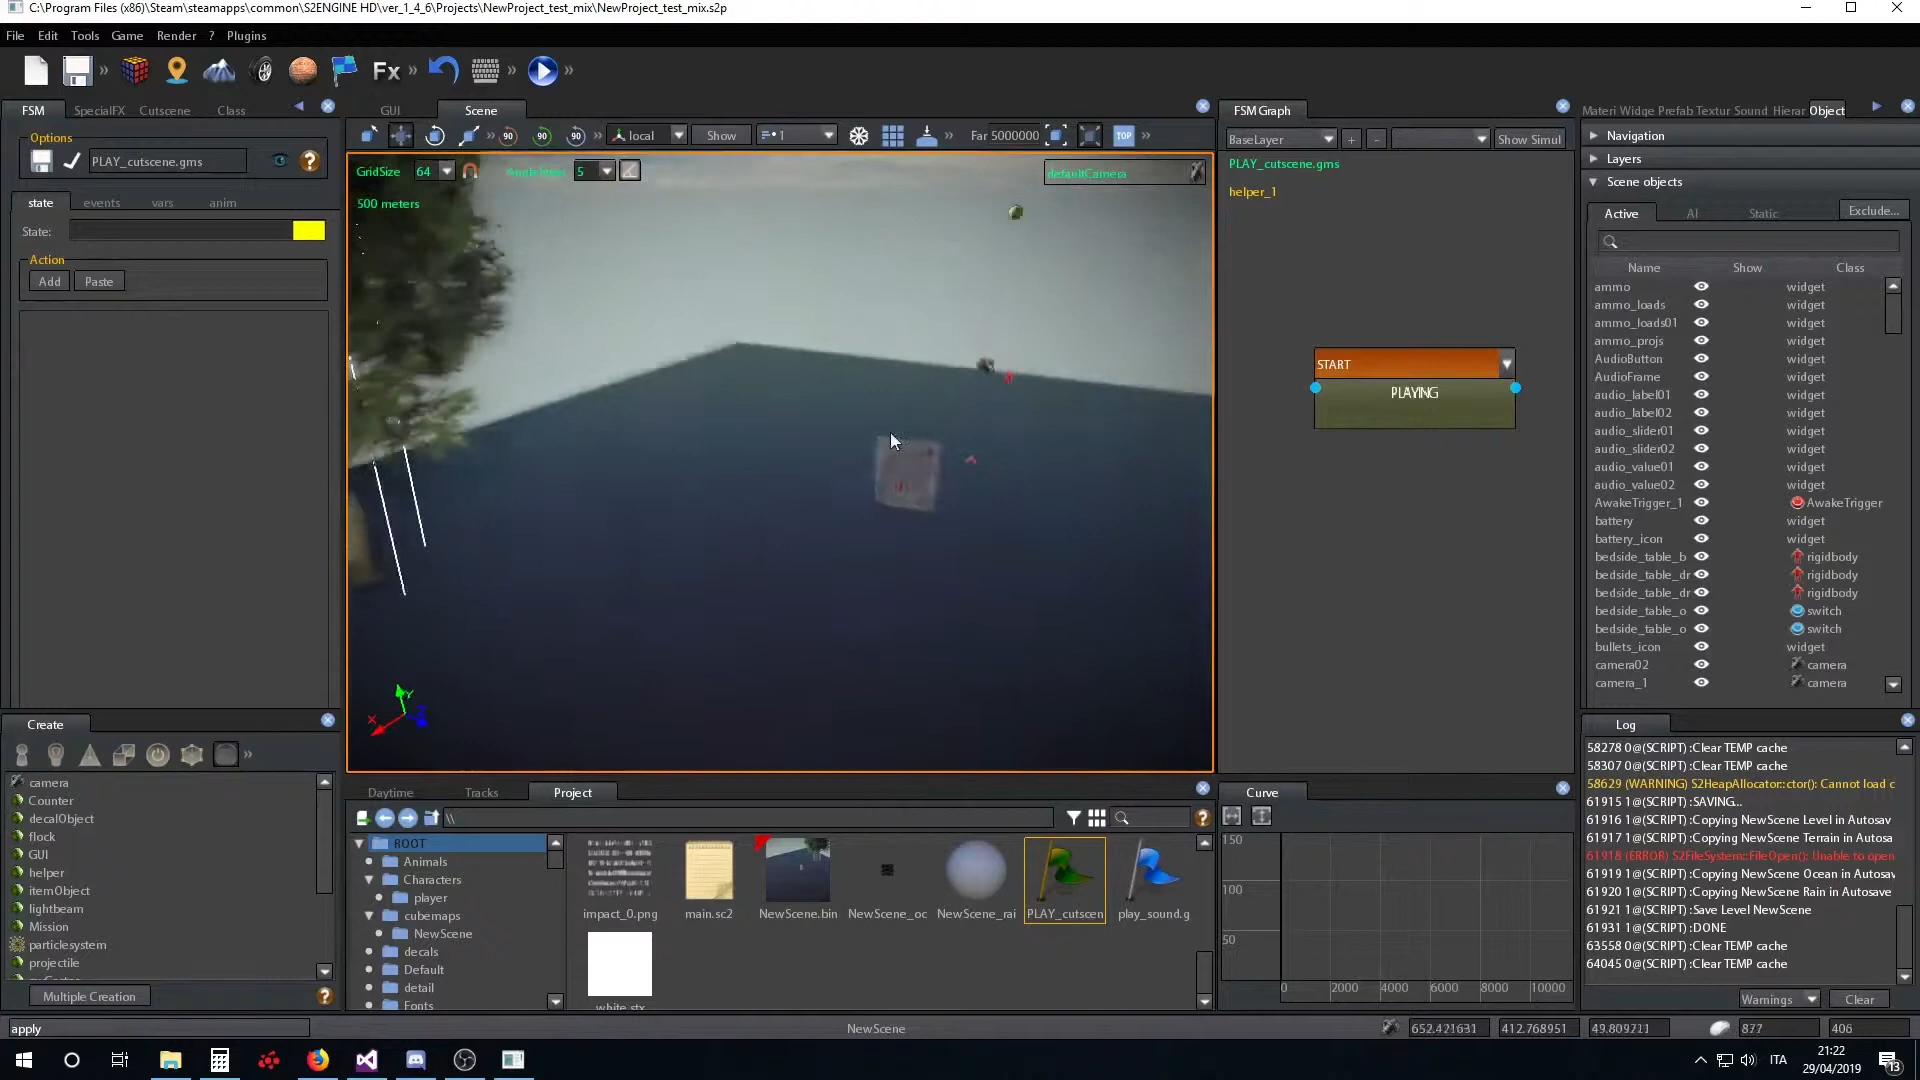 C:\Program Files (x86)\Steam\steamapps\common\S2ENGINE HD\ver_1_4_6\Projects\NewProject_test_mix\NewProject_test_mix.s2p
File Edit Tools Game Render ? Plugins
Fx
FSM SpecialFX Cutscene Class
Options
PLAY_cutscene.gms
state events vars anim
State:
Action
Add Paste
Create
camera
Counter
decalObject
flock
GUI
helper
itemObject
lightbeam
Mission
particlesystem
projectile
Multiple Creation
apply
GUI Scene
90 90 90 local Show 1 Far 5000000 TOP
GridSize 64 5 defaultCamera
500 meters
Y
X Z
Daytime Tracks Project
\\
ROOT
Animals
Characters
player
cubemaps
NewScene
decals
Default
detail
Fonts
impact_0.png main.sc2 NewScene.bin NewScene_oc NewScene_rai PLAY_cutscen play_sound.g
white.stx
NewScene
FSM Graph
BaseLayer + - Show Simul
PLAY_cutscene.gms
helper_1
START
PLAYING
Curve
150
100
50
0 2000 4000 6000 8000 10000
Materi Widge Prefab Textur Sound Hierar Object
Navigation
Layers
Scene objects
Active AI Static Exclude...
Name Show Class
ammo widget
ammo_loads widget
ammo_loads01 widget
ammo_projs widget
AudioButton widget
AudioFrame widget
audio_label01 widget
audio_label02 widget
audio_slider01 widget
audio_slider02 widget
audio_value01 widget
audio_value02 widget
AwakeTrigger_1 AwakeTrigger
battery widget
battery_icon widget
bedside_table_b rigidbody
bedside_table_dr rigidbody
bedside_table_dr rigidbody
bedside_table_o switch
bedside_table_o switch
bullets_icon widget
camera02 camera
camera_1 camera
Log
58278 0@(SCRIPT) :Clear TEMP cache
58307 0@(SCRIPT) :Clear TEMP cache
58629 (WARNING) S2HeapAllocator::ctor(): Cannot load c
61915 1@(SCRIPT) :SAVING...
61916 1@(SCRIPT) :Copying NewScene Level in Autosav
61917 1@(SCRIPT) :Copying NewScene Terrain in Autosa
61918 (ERROR) S2FileSystem::FileOpen(): Unable to open
61919 1@(SCRIPT) :Copying NewScene Ocean in Autosav
61920 1@(SCRIPT) :Copying NewScene Rain in Autosave
61921 1@(SCRIPT) :Save Level NewScene
61931 1@(SCRIPT) :DONE
63558 0@(SCRIPT) :Clear TEMP cache
64045 0@(SCRIPT) :Clear TEMP cache
Warnings Clear
652.421631 412.768951 49.809211 877 406
ITA
21:22
29/04/2019
13